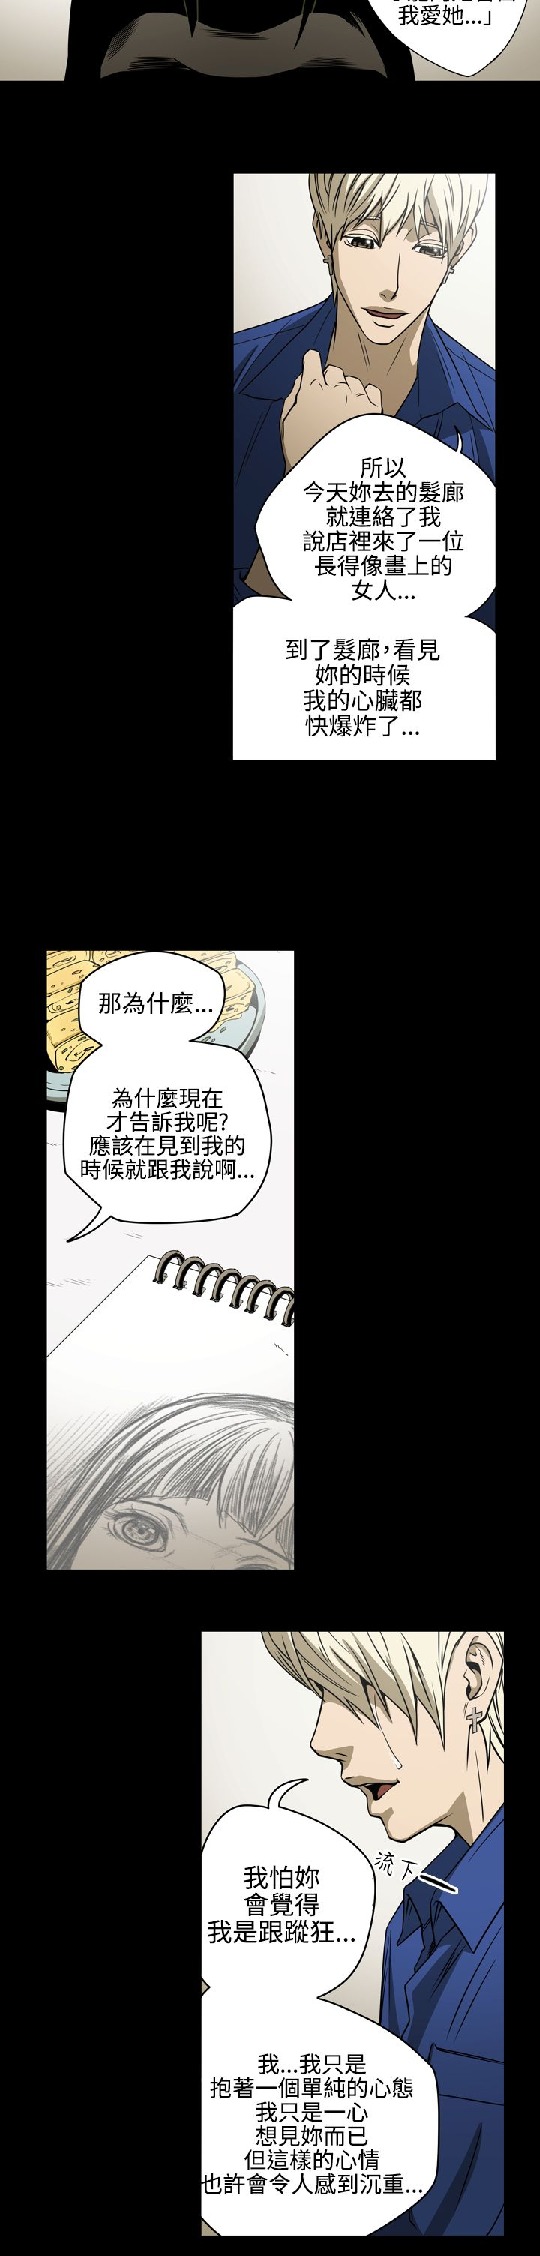 我愛她...」
所以
今天妳去的髮廊
就連絡了我
說店裡來了一位
長得像畫上的
女人...
到了髮廊，看見
妳的時候
我的心臟都
快爆炸了...
那為什麼...
為什麼現在
才告訴我呢?
應該在見到我的
時候就跟我說啊...
流下
我怕妳
會覺得
我是跟蹤狂...
我...我只是
抱著一個單純的心態
我只是一心
想見妳而已
但這樣的心情
也許會令人感到沉重...